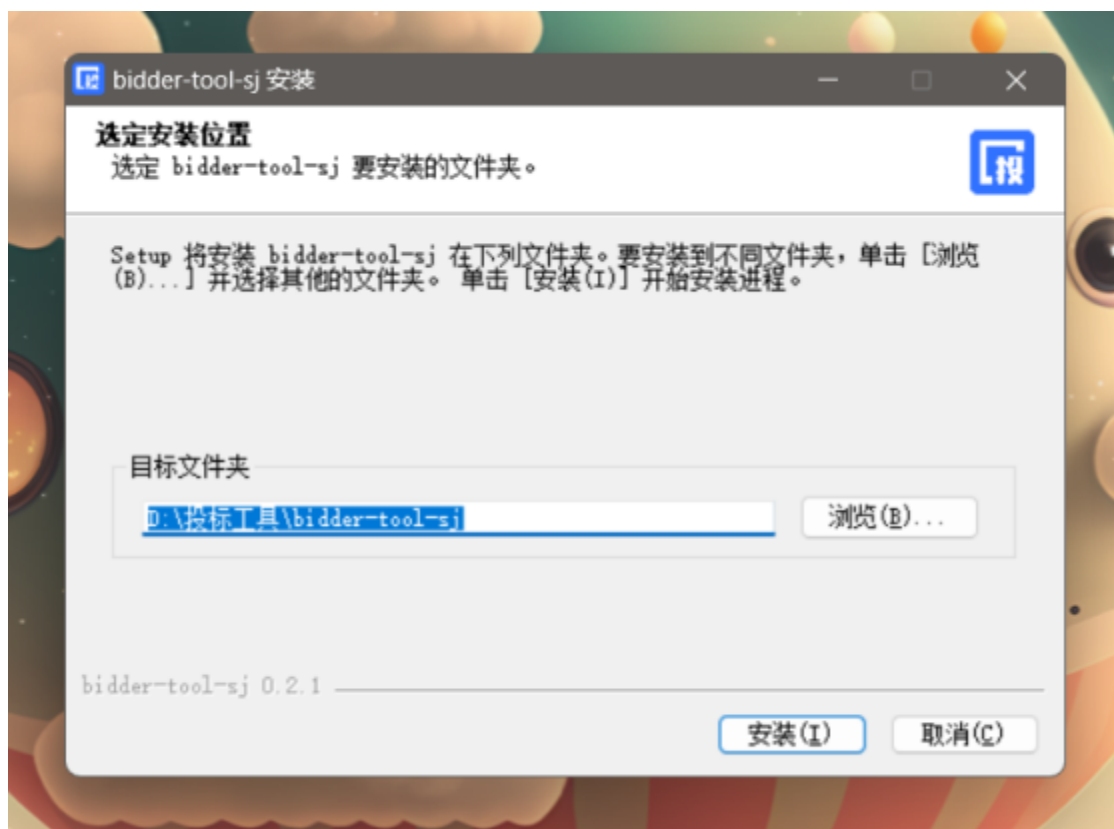 bidder-tool-sj 安装
选定安装位置
选定 bidder-tool-sj 要安装的文件夹。
投
Setup 将安装 bidder-tool-sj 在下列文件夹。要安装到不同文件夹，单击 [浏览
(B)...] 并选择其他的文件夹。 单击 [安装(I)] 开始安装进程。
目标文件夹
D:\投标工具\bidder-tool-sj
浏览(B)...
bidder-tool-sj 0.2.1
安装(I)
取消(C)